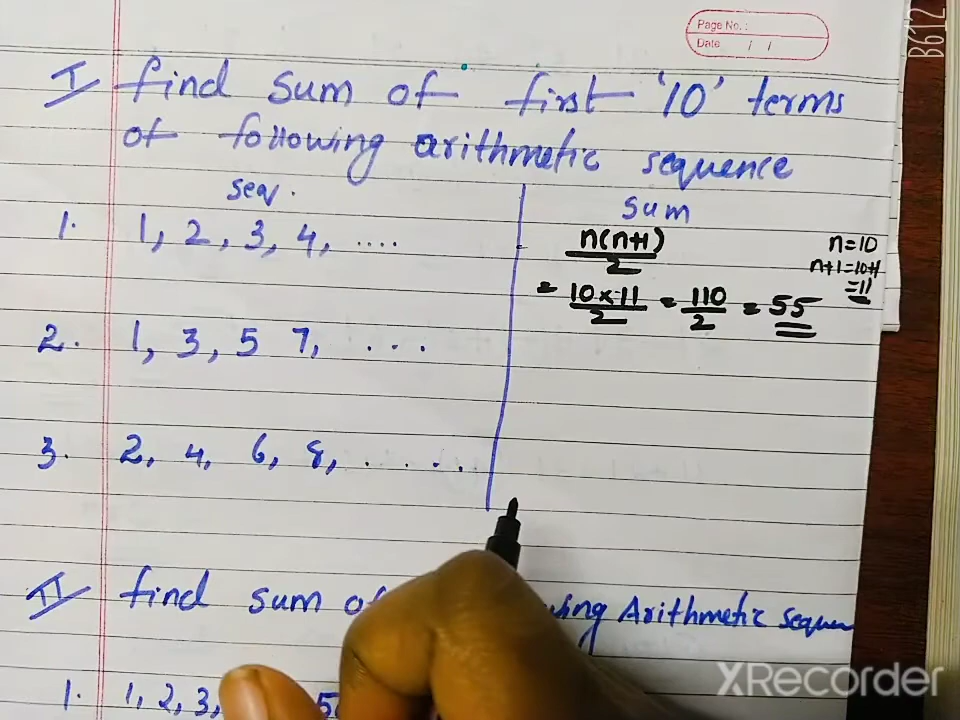 Page No. :
Date / /
B612
I find sum of first '10' terms
of following arithmetic sequence
seq. sum
1. 1, 2, 3, 4, ....
n(n+1)/2
n=10
n+1=10+1
=11
= 10×11/2 = 110/2 = 55
2. 1, 3, 5 7, ...
3. 2, 4, 6, 8, .....
II find sum of Arithmetic
1. 1, 2, 3,
XRecorder